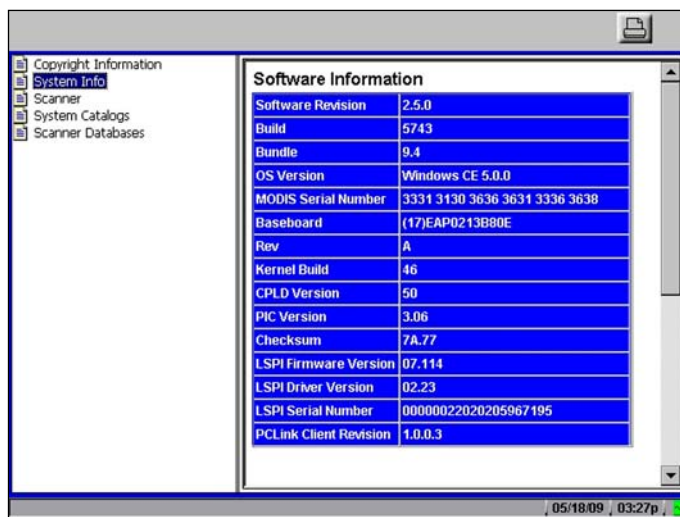 Copyright Information
System Info
Scanner
System Catalogs
Scanner Databases
Software Information
Software Revision 2.5.0
Build 5743
Bundle 9.4
OS Version Windows CE 5.0.0
MODIS Serial Number 3331 3130 3636 3631 3336 3638
Baseboard (17)EAP0213B80E
Rev A
Kernel Build 46
CPLD Version 50
PIC Version 3.06
Checksum 7A.77
LSPI Firmware Version 07.114
LSPI Driver Version 02.23
LSPI Serial Number 00000022020205967195
PCLink Client Revision 1.0.0.3
05/18/09 03:27p